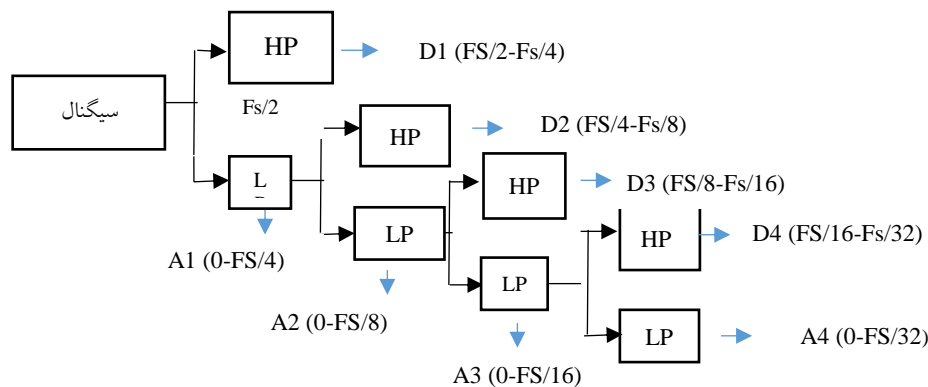 HP
D1 (FS/2-Fs/4)
سیگنال
Fs/2
HP
D2 (FS/4-Fs/8)
L
HP
D3 (FS/8-Fs/16)
A1 (0-FS/4)
LP
HP
D4 (FS/16-Fs/32)
LP
A2 (0-FS/8)
LP
A4 (0-FS/32)
A3 (0-FS/16)